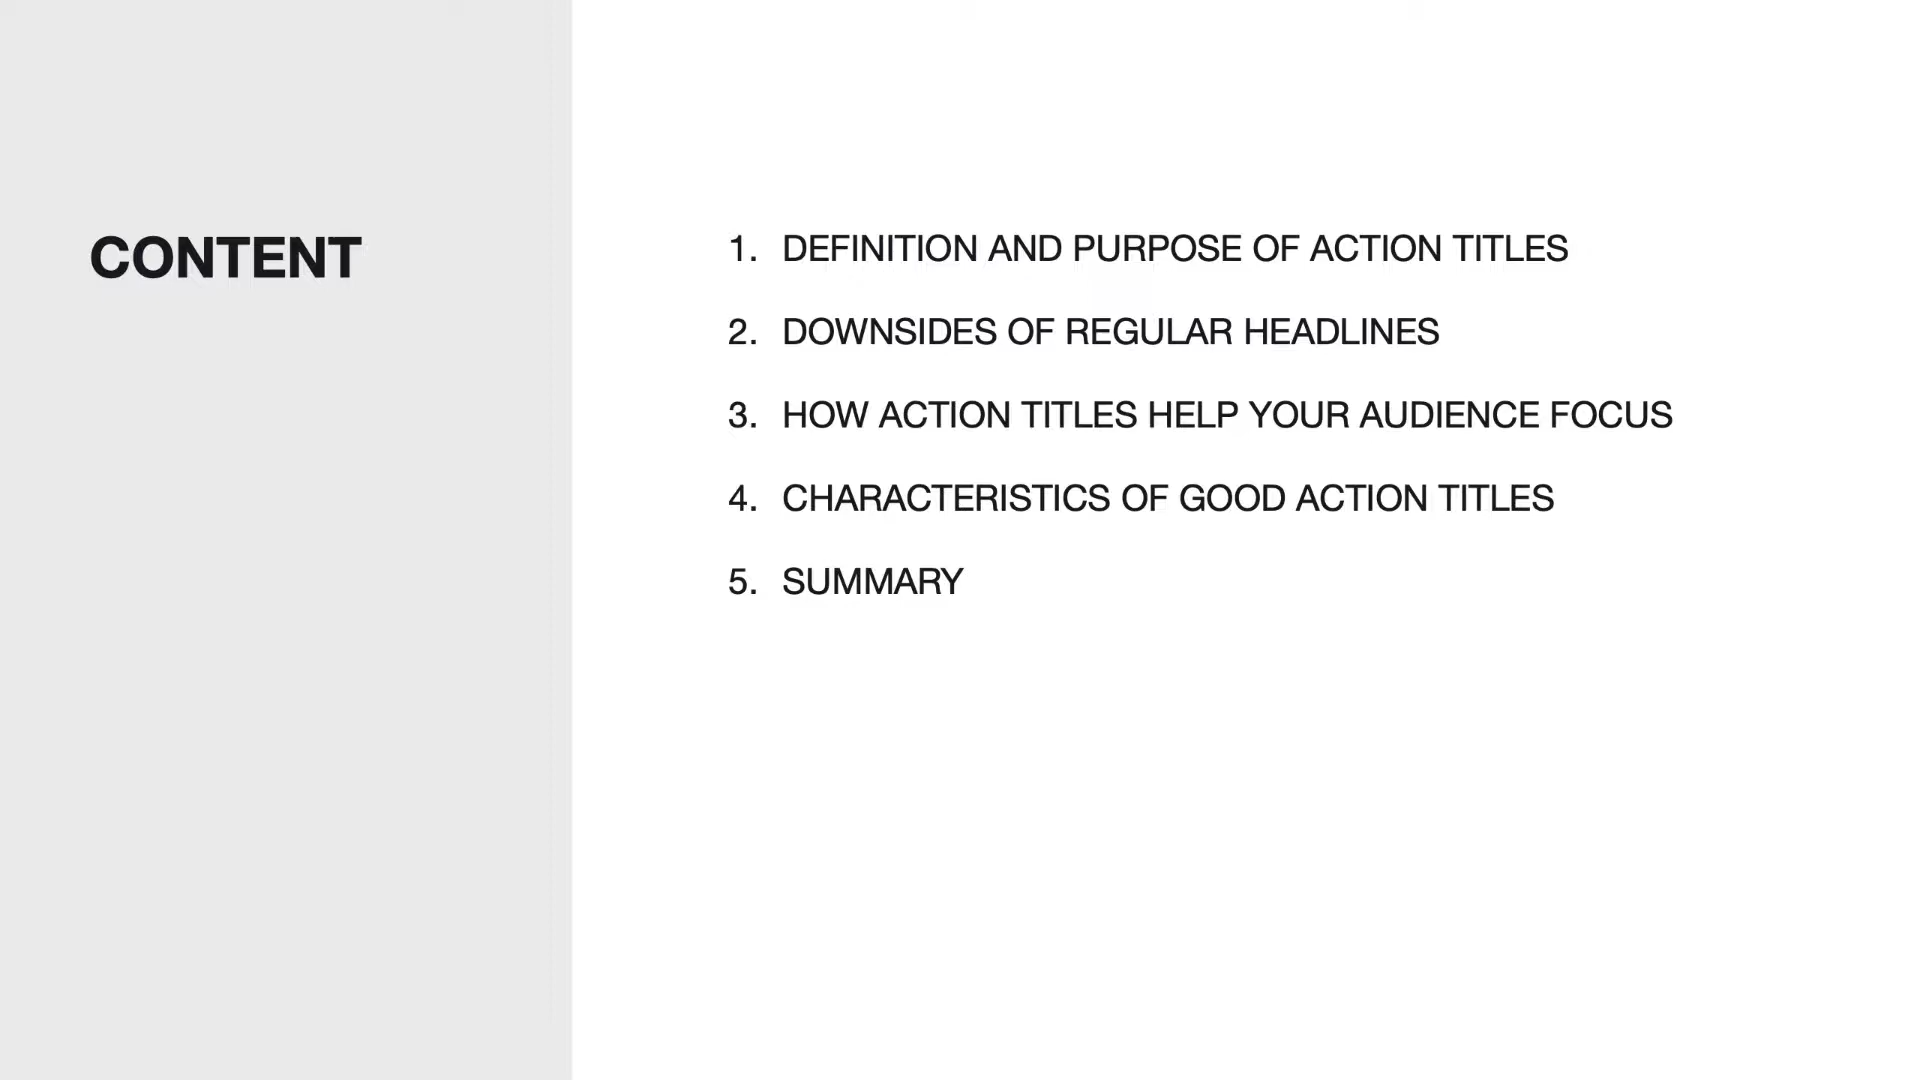 CONTENT
1. DEFINITION AND PURPOSE OF ACTION TITLES
2. DOWNSIDES OF REGULAR HEADLINES
3. HOW ACTION TITLES HELP YOUR AUDIENCE FOCUS
4. CHARACTERISTICS OF GOOD ACTION TITLES
5. SUMMARY